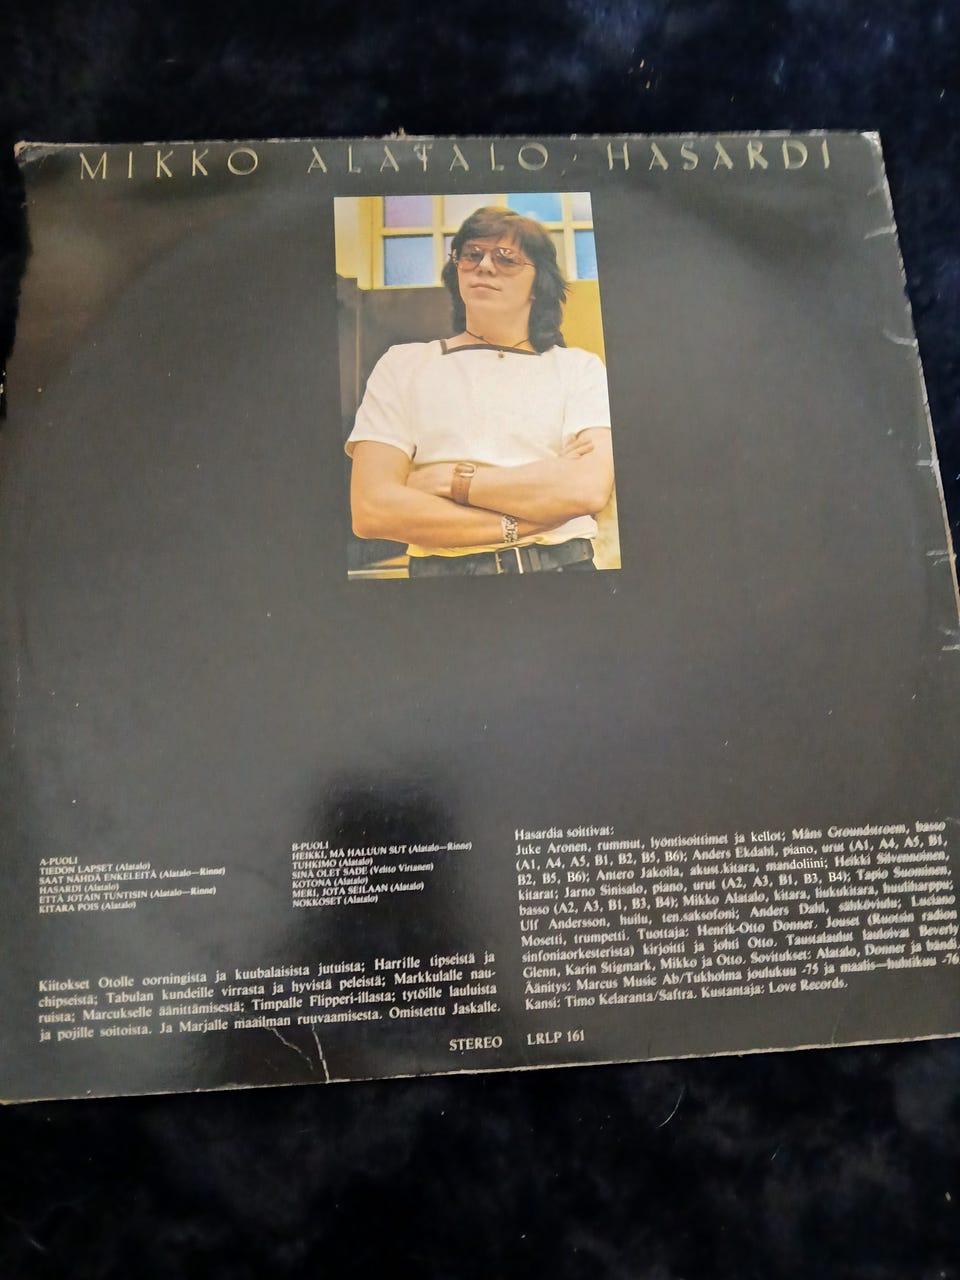 MIKKO ALATALO, HASARDI
A-PUOLI
TIEDON LAPSET (Alatalo)
SAAT NÄHDÄ ENKELEITÄ (Alatalo—Rinne)
HASARDI (Alatalo)
ETTÄ JOTAIN TUNTISIN (Alatalo—Rinne)
KITARA POIS (Alatalo)
B-PUOLI
HEIKKI, MÄ HALUUN SUT (Alatalo—Rinne)
TUHKIMO (Alatalo)
SINÄ OLET SADE (Veltto Virtanen)
KOTONA (Alatalo)
MERI, JOTA SEILAAN (Alatalo)
NOKKOSET (Alatalo)
Kiitokset Otolle oorningista ja kuubalaisista jutuista; Harrille tipseistä ja
chipseistä; Tabulan kundeille virrasta ja hyvistä peleistä; Markkulalle nau-
ruista; Marcukselle äänittämisestä; Timpalle Flipperi-illasta; tytöille lauluista
ja pojille soitoista. Ja Marjalle maailman ruuvaamisesta. Omistettu Jaskalle.
Hasardia soittivat:
Juke Aronen, rummut, lyöntisoittimet ja kellot; Måns Groundstroem, basso
(A1, A4, A5, B1, B2, B5, B6); Anders Ekdahl, piano, urut (A1, A4, A5, B1,
B2, B5, B6); Antero Jakoila, akust.kitara, mandoliini; Heikki Silvennoinen,
kitarat; Jarno Sinisalo, piano, urut (A2, A3, B1, B3, B4); Tapio Suominen,
basso (A2, A3, B1, B3, B4); Mikko Alatalo, kitara, liukukitara, huuliharppu;
Ulf Andersson, huilu, ten.saksofoni; Anders Dahl, sähköviulu; Luciano
Mosetti, trumpetti. Tuottaja: Henrik-Otto Donner. Jouset (Ruotsin radion
sinfoniaorkesterista) kirjoitti ja johti Otto. Taustalaulut lauloivat Beverly
Glenn, Karin Stigmark, Mikko ja Otto. Sovitukset: Alatalo, Donner ja bändi.
Äänitys: Marcus Music Ab/Tukholma joulukuu -75 ja maalis—huhtikuu -76
Kansi: Timo Kelaranta/Saftra. Kustantaja: Love Records.
STEREO LRLP 161